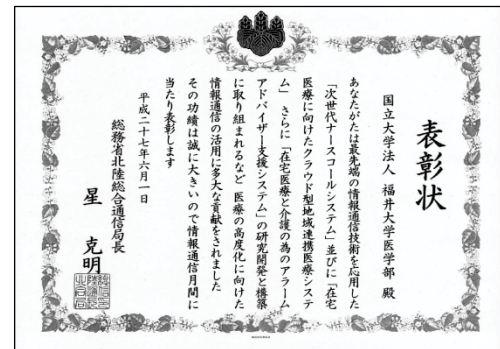 表彰状
国立大学法人 福井大学医学部 殿
あなたがたは最先端の情報通信技術を応用した
「次世代ナースコールシステム」並びに「在宅
医療に向けたクラウド型地域連携医療システ
ム」さらに「在宅医療と介護の為のアラーム
アドバイザー支援システム」の研究開発と構築
に取り組まれるなど 医療の高度化に向けた
情報通信の活用に多大な貢献をされました
その功績は誠に大きいので情報通信月間に
当たり表彰します
平成二十七年六月一日
総務省北陸総合通信局長
星 克明